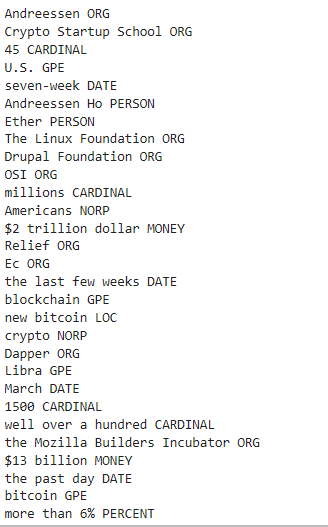 Andreessen ORG
Crypto Startup School ORG
45 CARDINAL
U.S. GPE
seven-week DATE
Andreessen Ho PERSON
Ether PERSON
The Linux Foundation ORG
Drupal Foundation ORG
OSI ORG
millions CARDINAL
Americans NORP
$2 trillion dollar MONEY
Relief ORG
Ec ORG
the last few weeks DATE
blockchain GPE
new bitcoin LOC
crypto NORP
Dapper ORG
Libra GPE
March DATE
1500 CARDINAL
well over a hundred CARDINAL
the Mozilla Builders Incubator ORG
$13 billion MONEY
the past day DATE
bitcoin GPE
more than 6% PERCENT